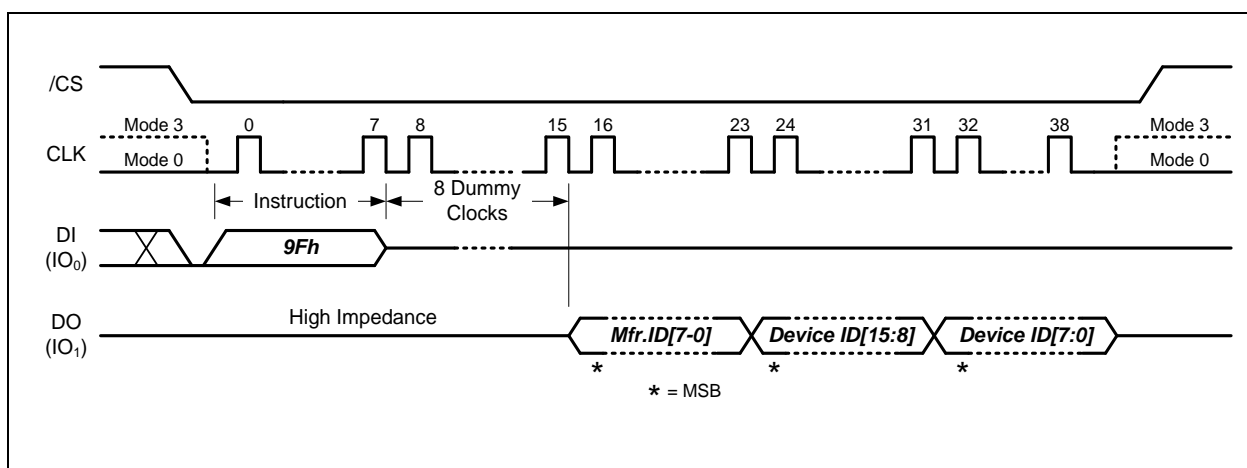 /CS
Mode 3
0 7 8 15 16 23 24 31 32 38
Mode 3
CLK
Mode 0
Mode 0
Instruction
8 Dummy
Clocks
DI
(IO₀)
9Fh
High Impedance
DO
(IO₁)
Mfr.ID[7-0]
Device ID[15:8]
Device ID[7:0]
* * *
* = MSB